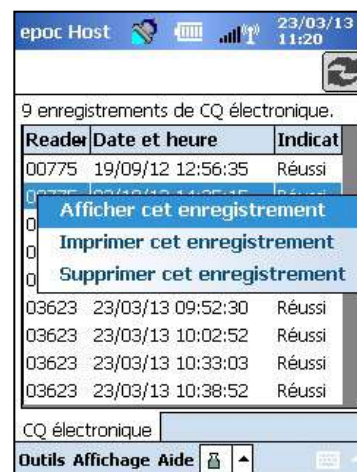 epoc Host 23/03/13
11:20
9 enregistrements de CQ électronique.
Reader Date et heure Indicat
00775 19/09/12 12:56:35 Réussi
Afficher cet enregistrement
Imprimer cet enregistrement
Supprimer cet enregistrement
03623 23/03/13 09:52:30 Réussi
03623 23/03/13 10:02:52 Réussi
03623 23/03/13 10:33:03 Réussi
03623 23/03/13 10:38:52 Réussi
CQ électronique
Outils Affichage Aide